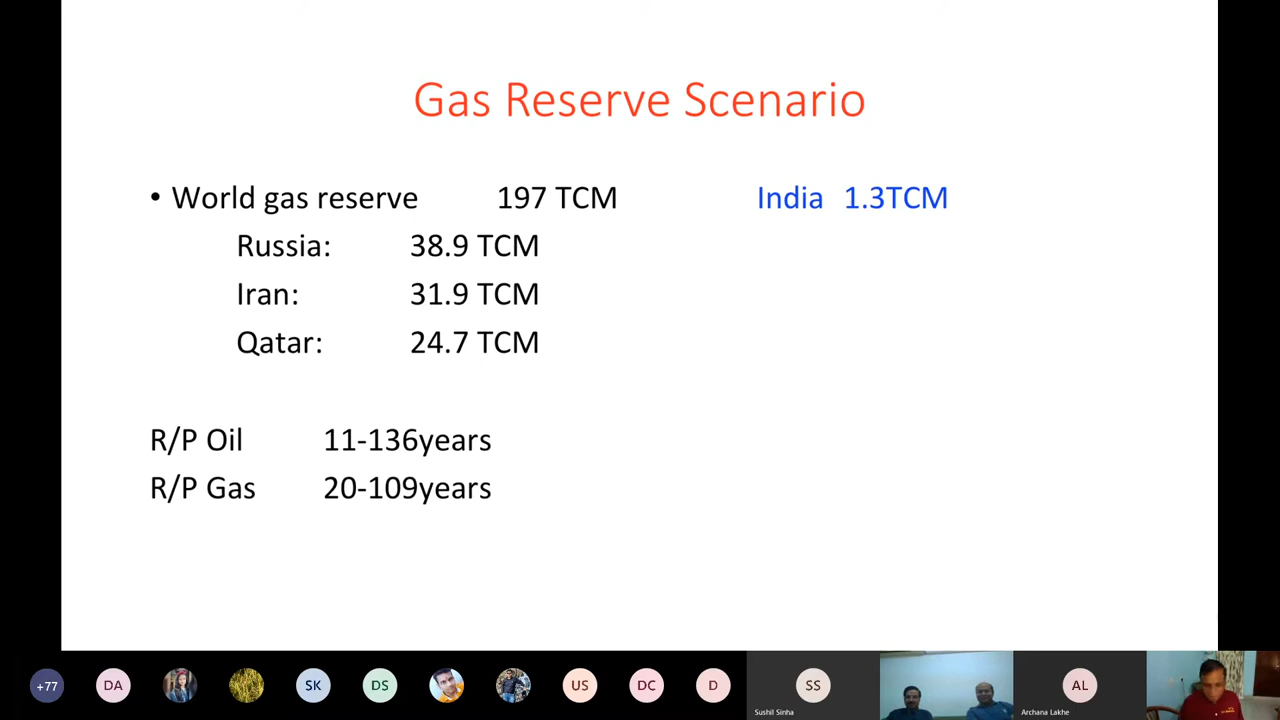 Gas Reserve Scenario
• World gas reserve 197 TCM India 1.3TCM
Russia: 38.9 TCM
Iran: 31.9 TCM
Qatar: 24.7 TCM
R/P Oil 11-136years
R/P Gas 20-109years
+77 DA SK DS US DC D SS AL
Sushil Sinha Archana Lakhe